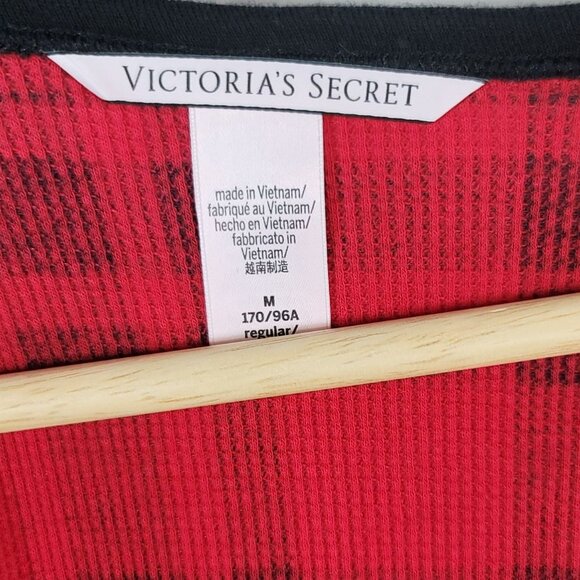 VICTORIA'S SECRET
made in Vietnam/
fabriqué au Vietnam/
hecho en Vietnam/
fabbricato in
Vietnam/
越南制造
M
170/96A
regular/